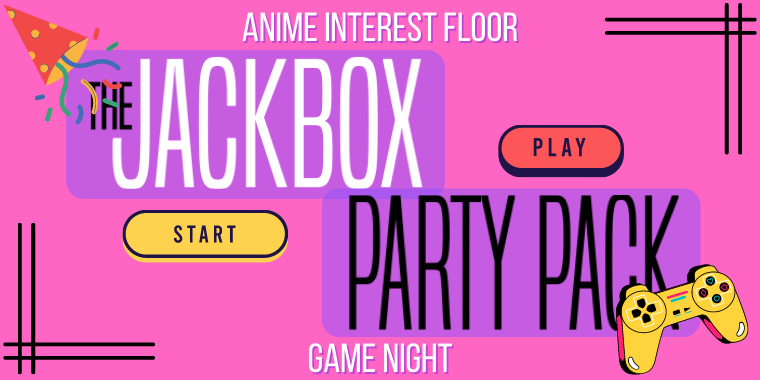 ANIME INTEREST FLOOR
THE JACKBOX
PLAY
START
PARTY PACK
GAME NIGHT